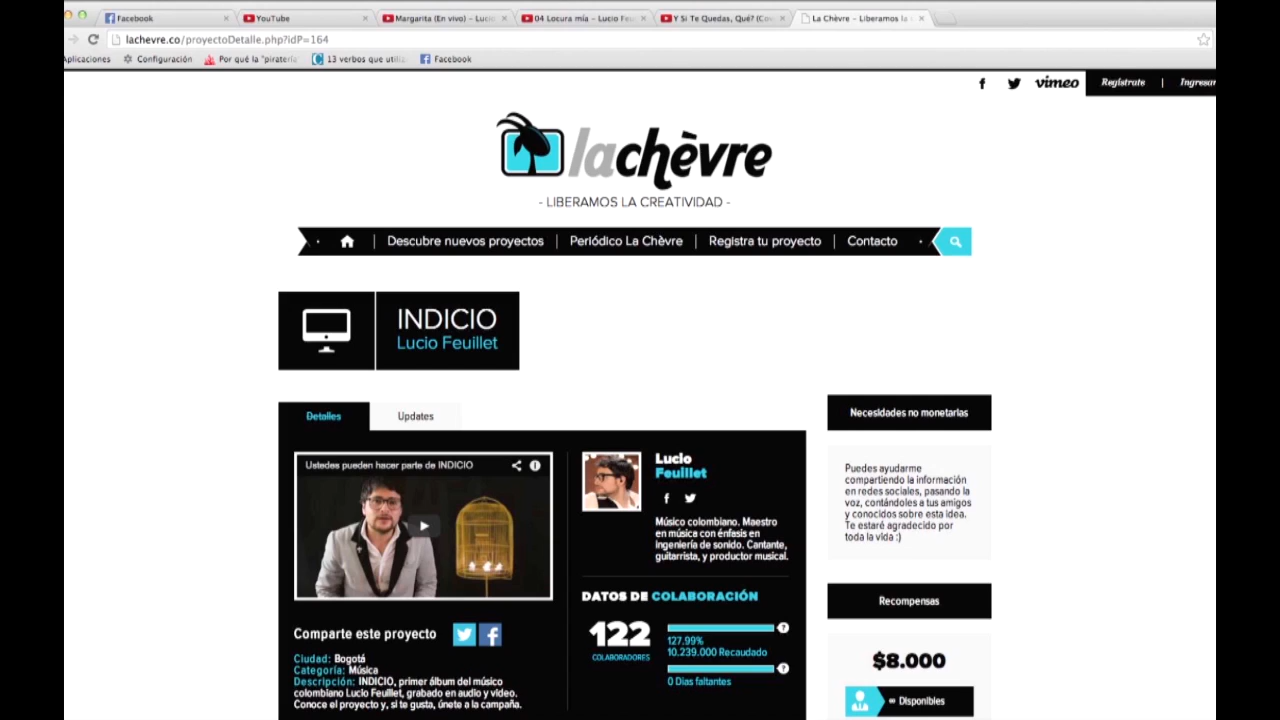 Facebook
YouTube
Margarita (En vivo) – Lucio
04 Locura mía – Lucio Feu
Y Si Te Quedas, Qué? (Co
La Chèvre – Liberamos la
lachevre.co/proyectoDetalle.php?idP=164
Aplicaciones
Configuración
Por qué la "piratería
13 verbos que utili
Facebook
vimeo
Regístrate | Ingresar
lachèvre
- LIBERAMOS LA CREATIVIDAD -
Descubre nuevos proyectos | Periódico La Chèvre | Registra tu proyecto | Contacto
INDICIO
Lucio Feuillet
Detalles
Updates
Ustedes pueden hacer parte de INDICIO
Comparte este proyecto
Ciudad: Bogotá
Categoría: Música
Descripción: INDICIO, primer álbum del músico
colombiano Lucio Feuillet, grabado en audio y video.
Conoce el proyecto y, si te gusta, únete a la campaña.
Lucio
Feuillet
Músico colombiano. Maestro
en música con énfasis en
ingeniería de sonido. Cantante,
guitarrista, y productor musical.
DATOS DE COLABORACIÓN
122
COLABORADORES
127.99%
10.239.000 Recaudado
0 Dias faltantes
Necesidades no monetarias
Puedes ayudarme
compartiendo la información
en redes sociales, pasando la
voz, contándoles a tus amigos
y conocidos sobre esta idea.
Te estaré agradecido por
toda la vida :)
Recompensas
$8.000
∞ Disponibles